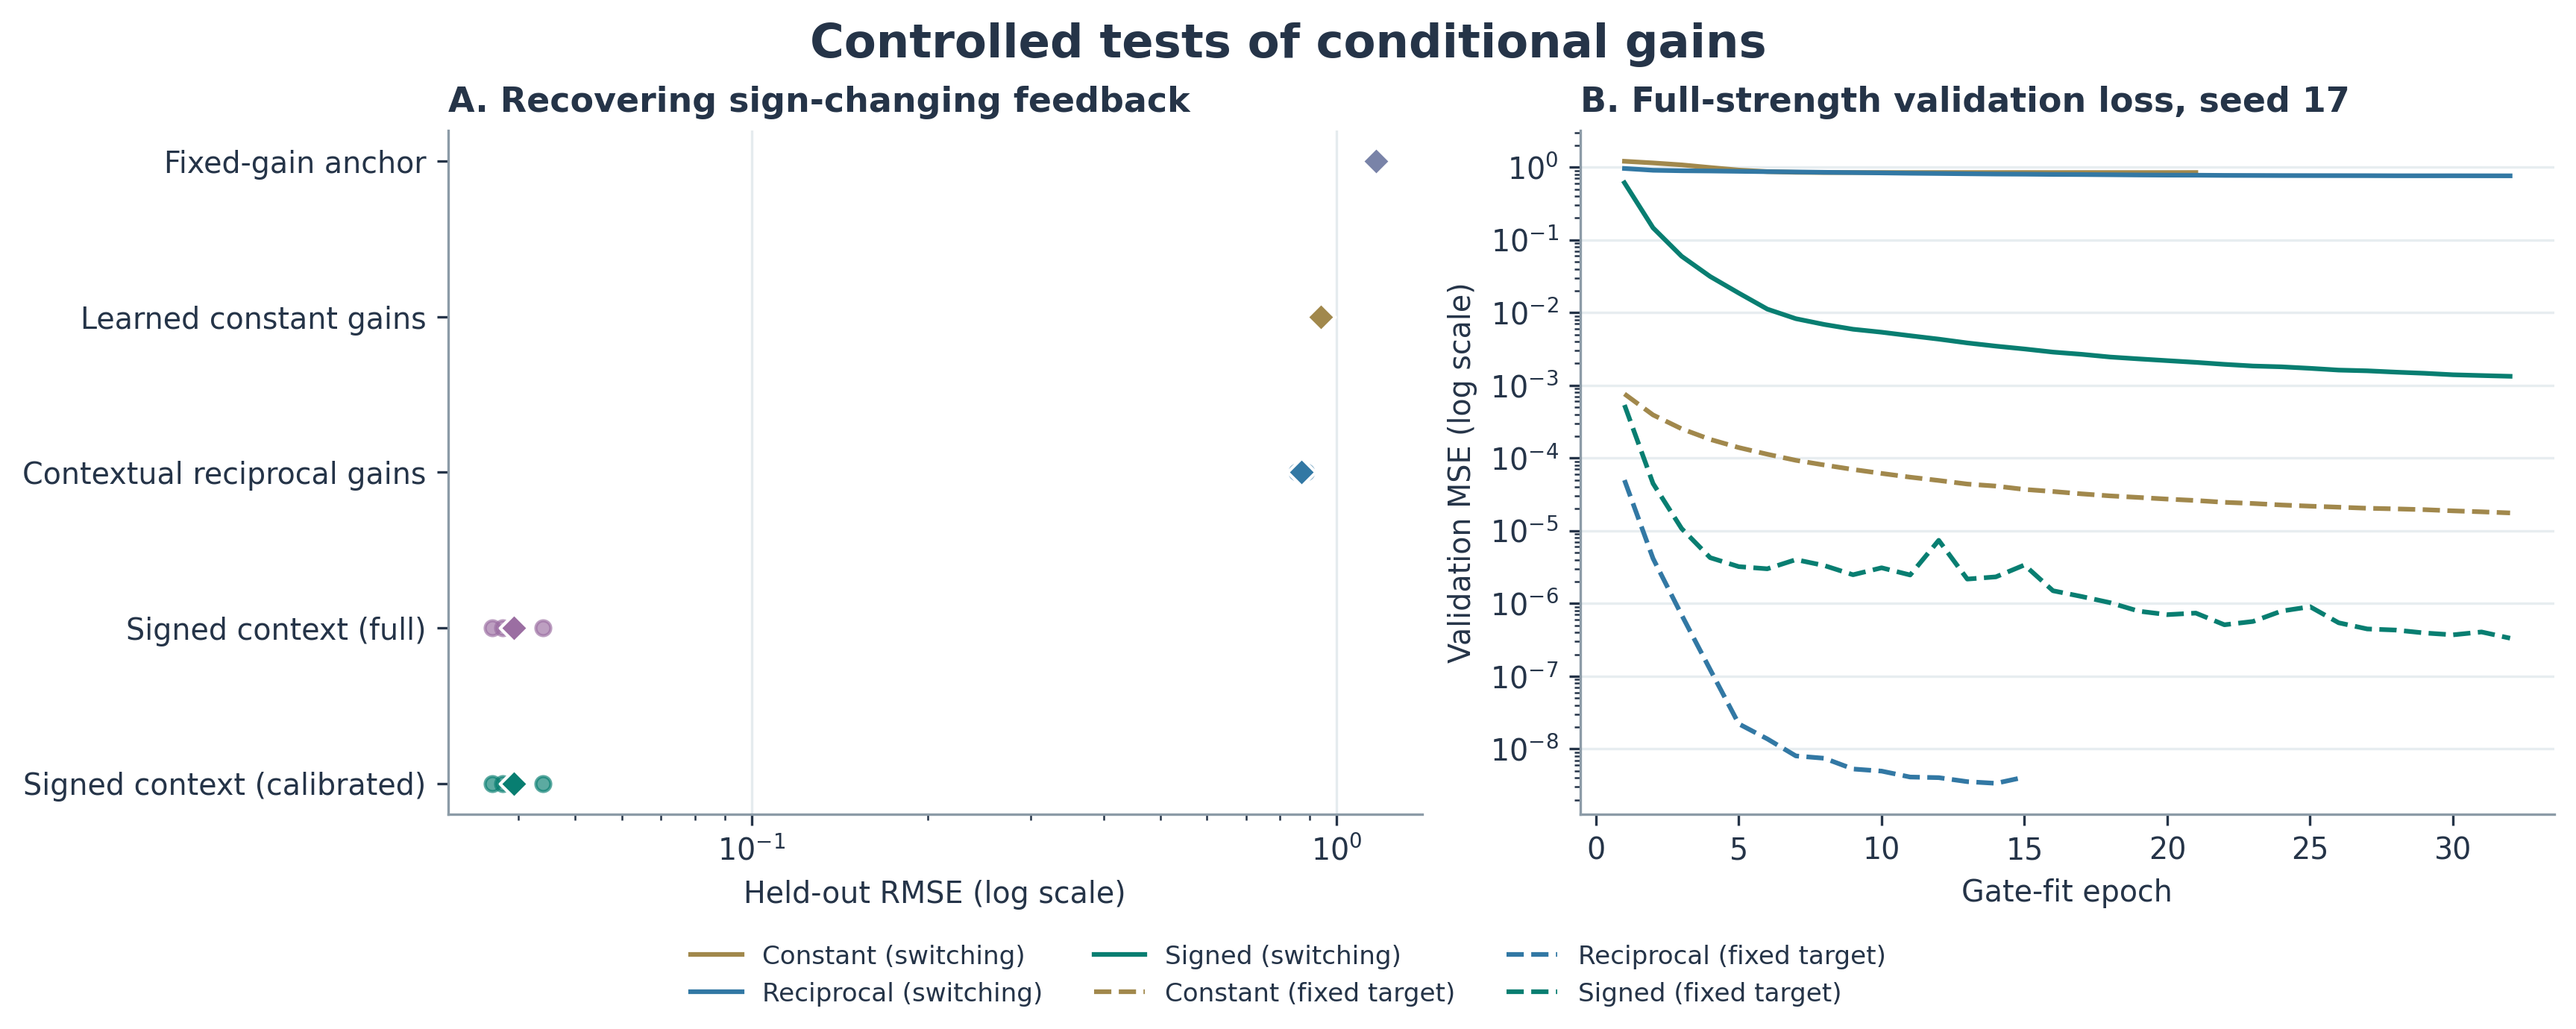 Controlled tests of conditional gains
A. Recovering sign-changing feedback
Fixed-gain anchor
Learned constant gains
Contextual reciprocal gains
Signed context (full)
Signed context (calibrated)
10⁻¹
10⁰
Held-out RMSE (log scale)
B. Full-strength validation loss, seed 17
Validation MSE (log scale)
10⁰
10⁻¹
10⁻²
10⁻³
10⁻⁴
10⁻⁵
10⁻⁶
10⁻⁷
10⁻⁸
0 5 10 15 20 25 30
Gate-fit epoch
Constant (switching)
Reciprocal (switching)
Signed (switching)
Constant (fixed target)
Reciprocal (fixed target)
Signed (fixed target)